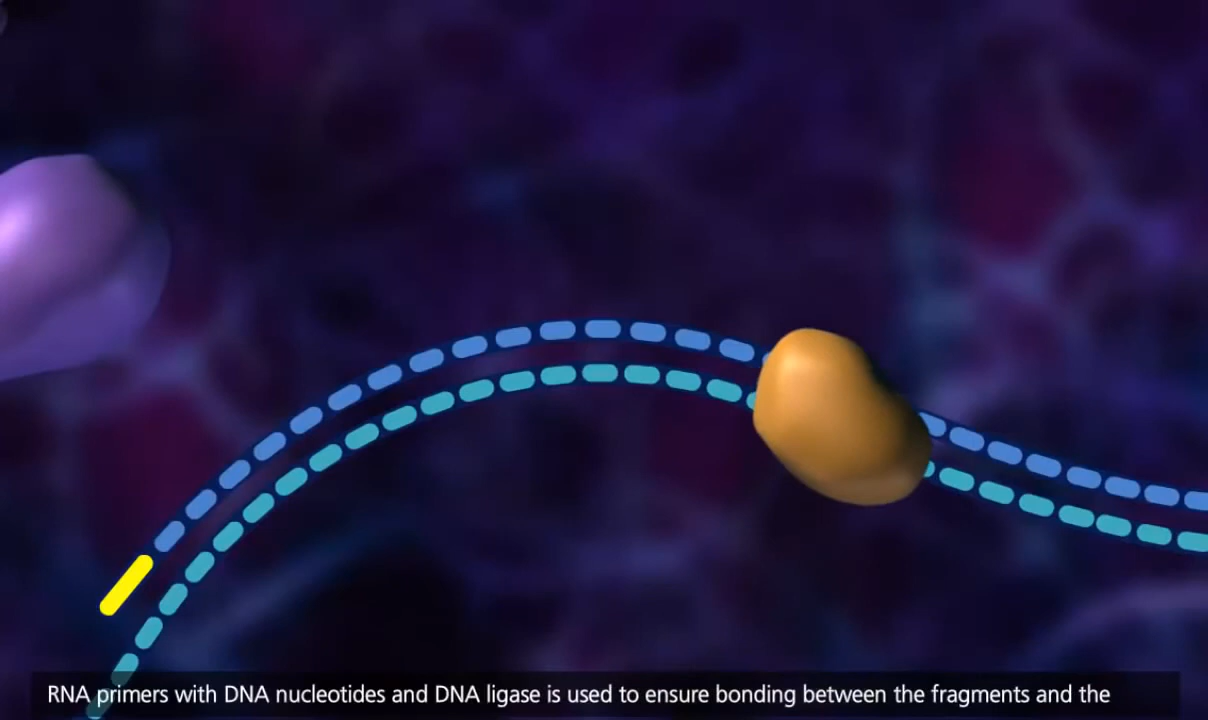 RNA primers with DNA nucleotides and DNA ligase is used to ensure bonding between the fragments and the